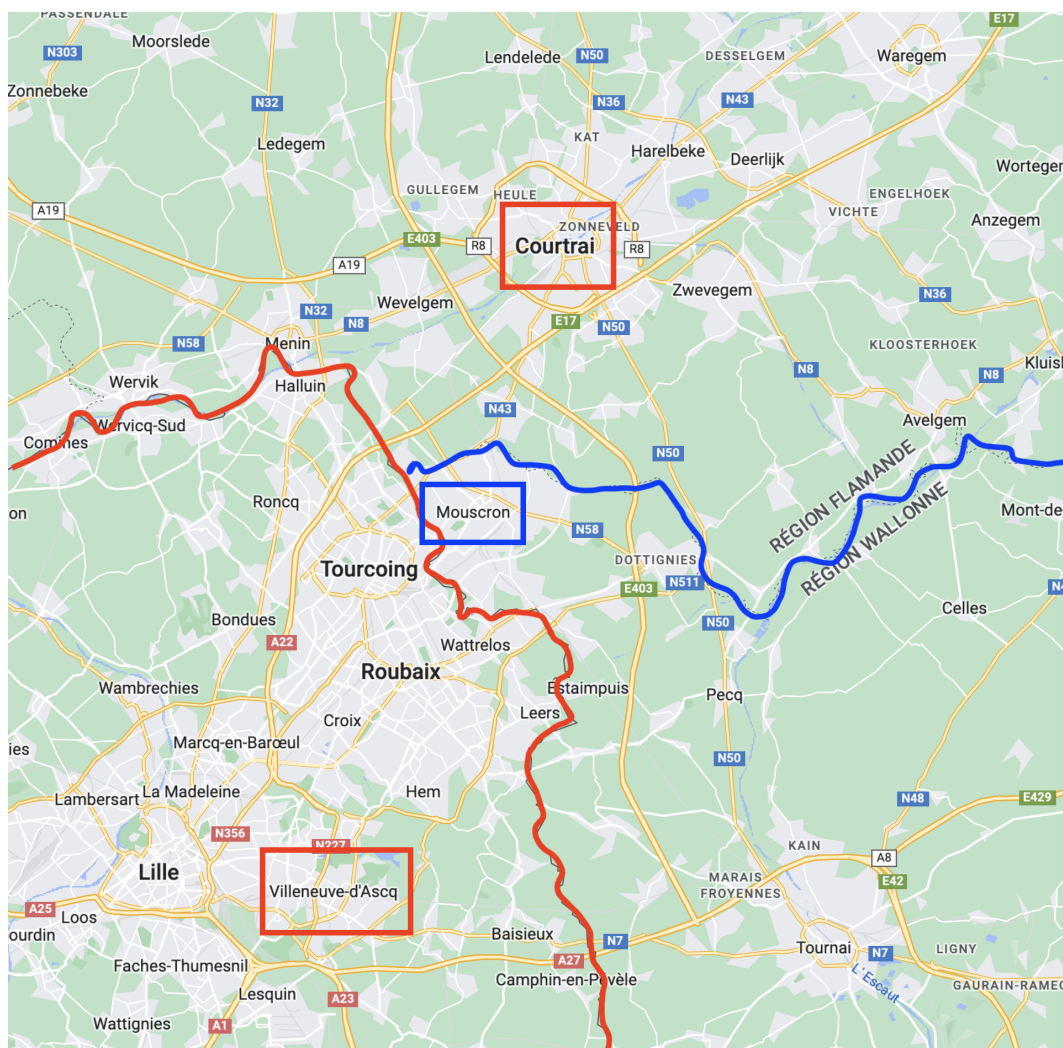 PASSENDALE
E17
N303
Moorslede
Lendelede
N50
DESSELGEM
Waregem
Zonnebeke
N32
N36
N43
KAT
Ledegem
Harelbeke
Deerlijk
Wortegem
GULLEGEM
HEULE
ENGELHOEK
A19
VICHTE
Anzegem
ZONNEVELD
E403
R8
Courtrai
R8
A19
Zwevegem
N36
Wevelgem
N32
N8
E17
N50
N58
Menin
KLOOSTERHOEK
Wervik
Halluin
N8
N8
Kluisb
N43
Avelgem
Comines
Wervicq-Sud
N50
RÉGION FLAMANDE
Roncq
Mouscron
RÉGION WALLONNE
Mont-de
on
N58
Tourcoing
DOTTIGNIES
E403
N511
Celles
Bondues
N50
A22
Wattrelos
Roubaix
Wambrechies
Estaimpuis
Pecq
Leers
Croix
Marcq-en-Barœul
ies
N50
Lambersart
La Madeleine
Hem
N48
E429
N356
N227
KAIN
A8
Lille
Villeneuve-d'Ascq
MARAIS
FROYENNES
E42
A25
Loos
Baisieux
N7
ourdin
Tournai
N7
LIGNY
Faches-Thumesnil
A27
Camphin-en-Pévèle
L'Escaut
Lesquin
A23
GAURAIN-RAMEC
Wattignies
A1